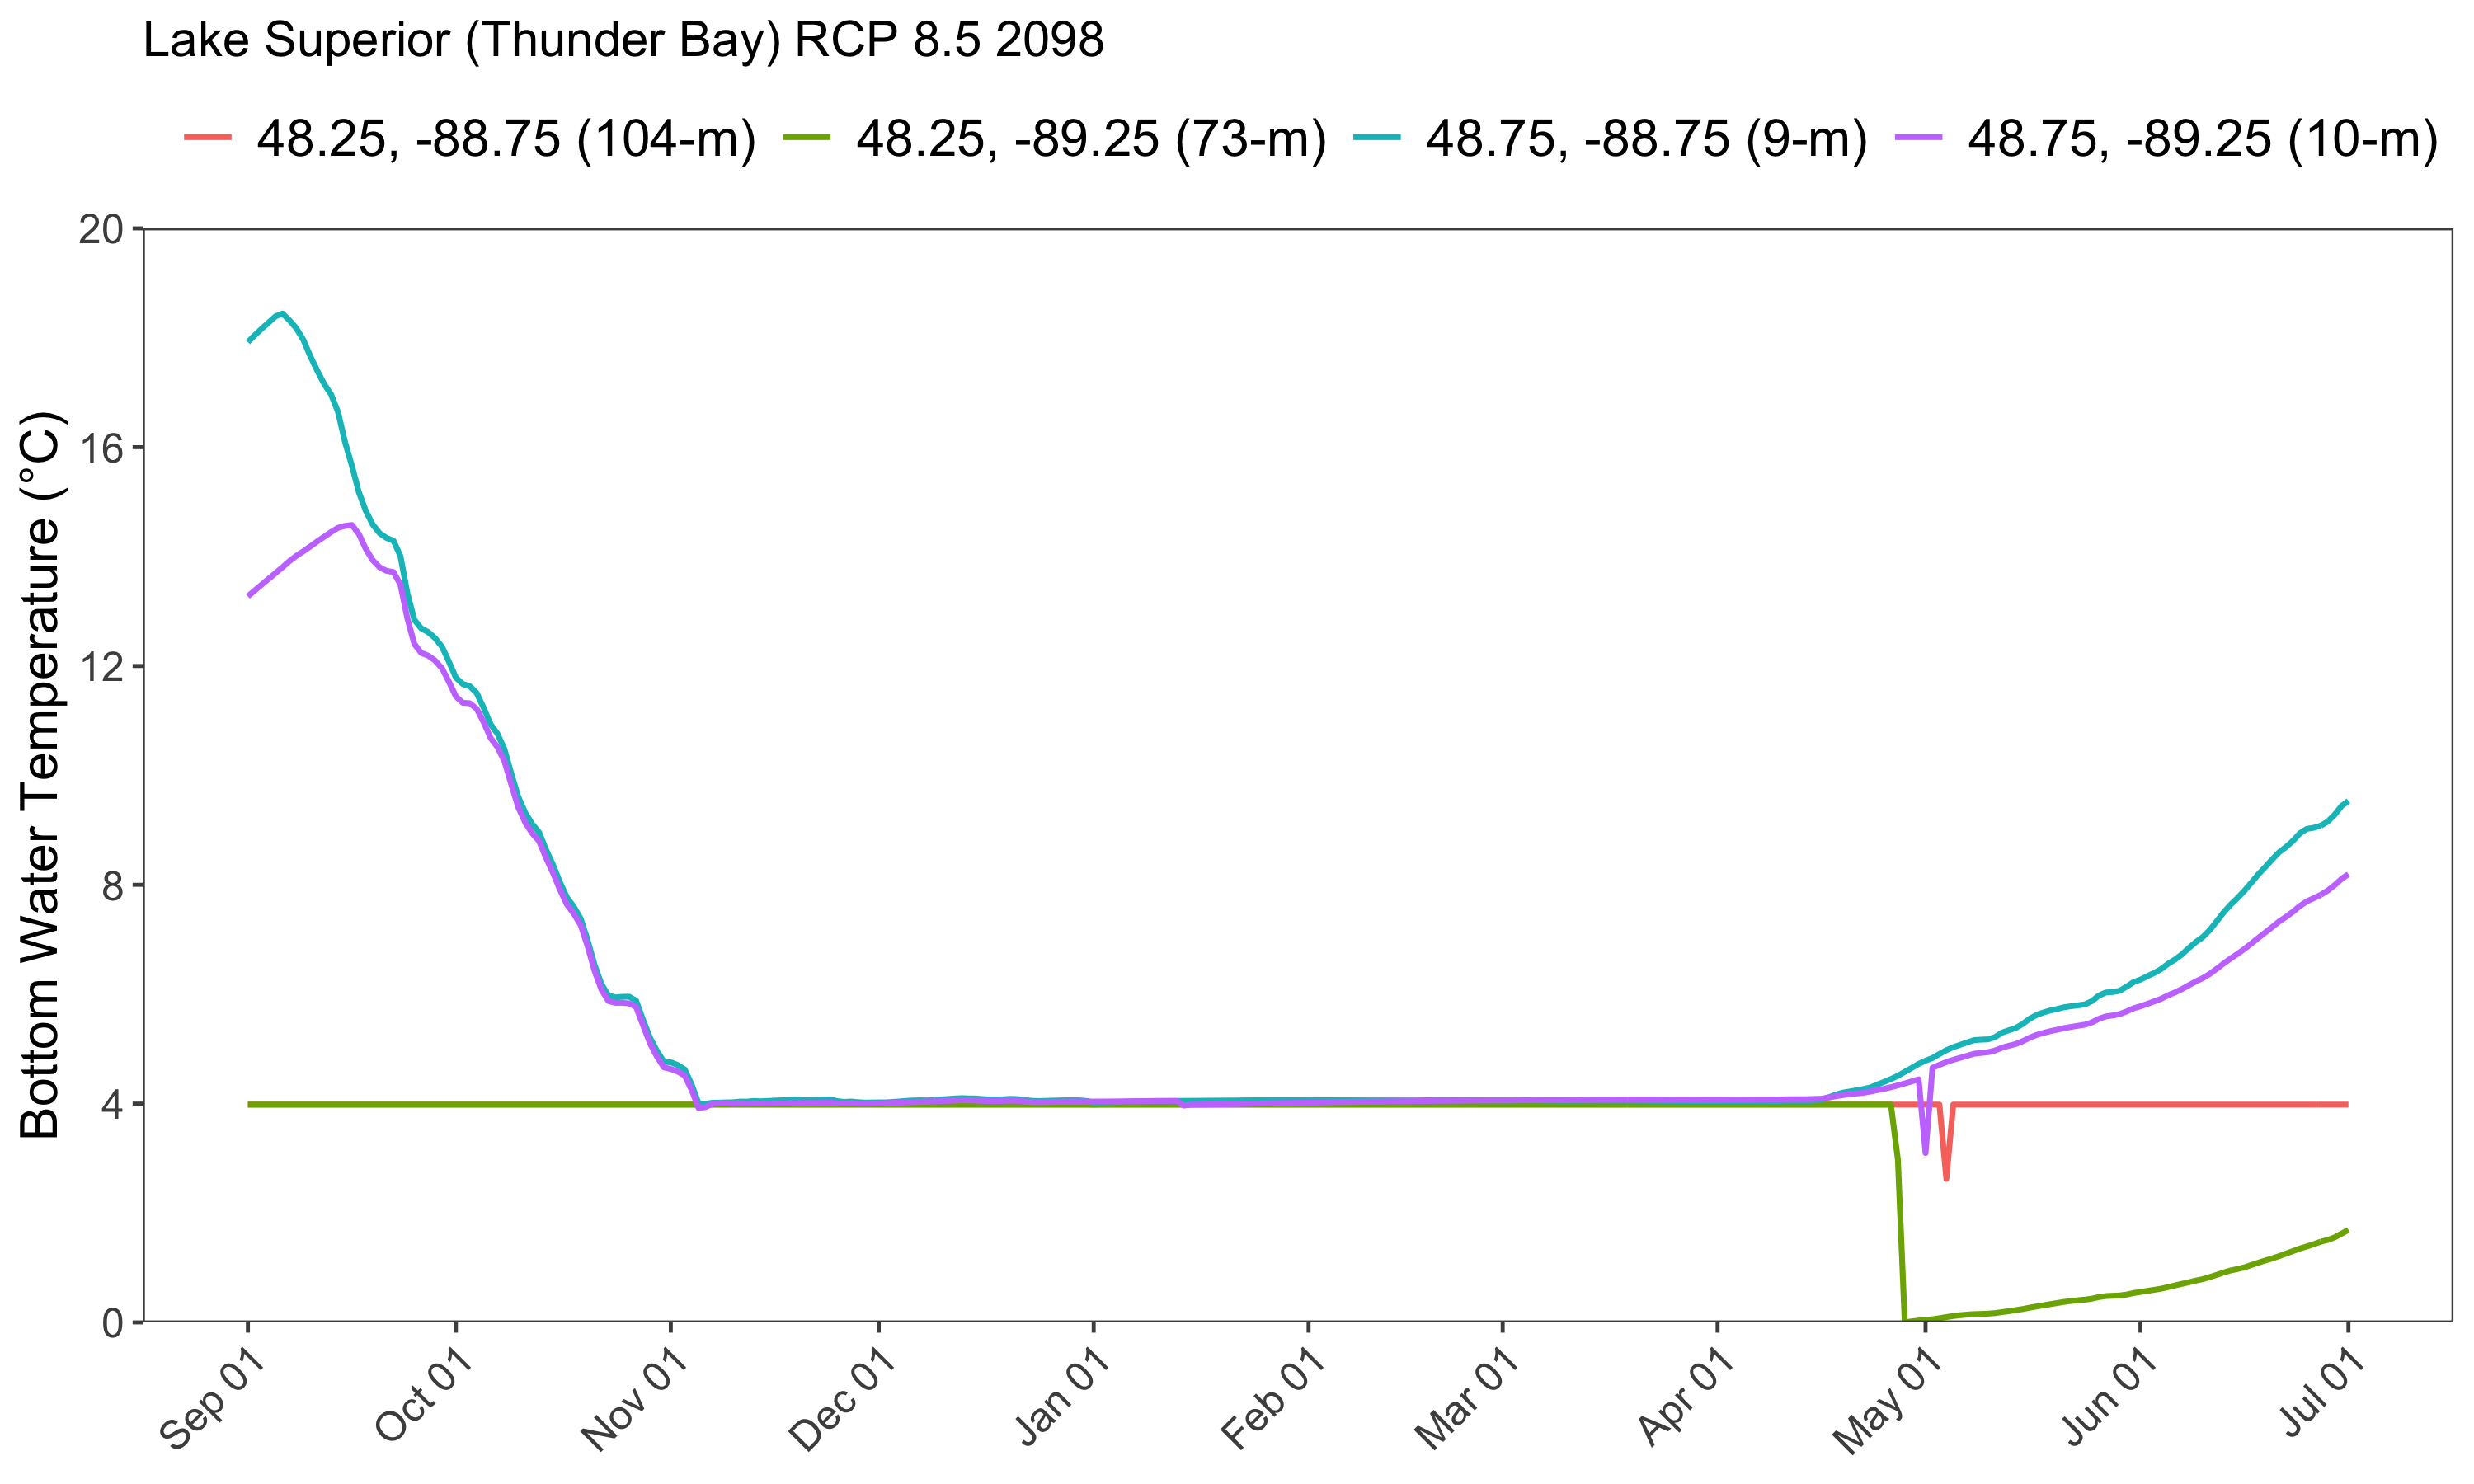 Lake Superior (Thunder Bay) RCP 8.5 2098
48.25, -88.75 (104-m) 48.25, -89.25 (73-m) 48.75, -88.75 (9-m) 48.75, -89.25 (10-m)
Bottom Water Temperature (°C)
20
16
12
8
4
0
Sep 01 Oct 01 Nov 01 Dec 01 Jan 01 Feb 01 Mar 01 Apr 01 May 01 Jun 01 Jul 01